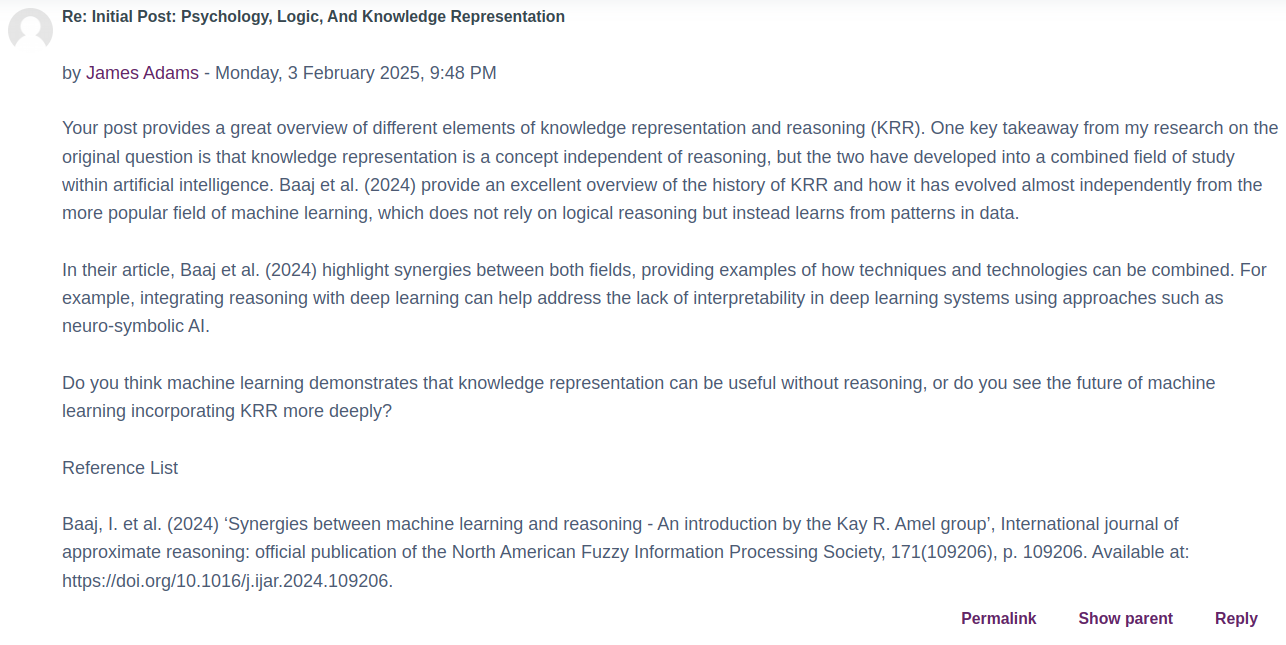 Re: Initial Post: Psychology, Logic, And Knowledge Representation
by James Adams - Monday, 3 February 2025, 9:48 PM
Your post provides a great overview of different elements of knowledge representation and reasoning (KRR). One key takeaway from my research on the
original question is that knowledge representation is a concept independent of reasoning, but the two have developed into a combined field of study
within artificial intelligence. Baaj et al. (2024) provide an excellent overview of the history of KRR and how it has evolved almost independently from the
more popular field of machine learning, which does not rely on logical reasoning but instead learns from patterns in data.
In their article, Baaj et al. (2024) highlight synergies between both fields, providing examples of how techniques and technologies can be combined. For
example, integrating reasoning with deep learning can help address the lack of interpretability in deep learning systems using approaches such as
neuro-symbolic AI.
Do you think machine learning demonstrates that knowledge representation can be useful without reasoning, or do you see the future of machine
learning incorporating KRR more deeply?
Reference List
Baaj, I. et al. (2024) ‘Synergies between machine learning and reasoning - An introduction by the Kay R. Amel group’, International journal of
approximate reasoning: official publication of the North American Fuzzy Information Processing Society, 171(109206), p. 109206. Available at:
https://doi.org/10.1016/j.ijar.2024.109206.
Permalink Show parent Reply